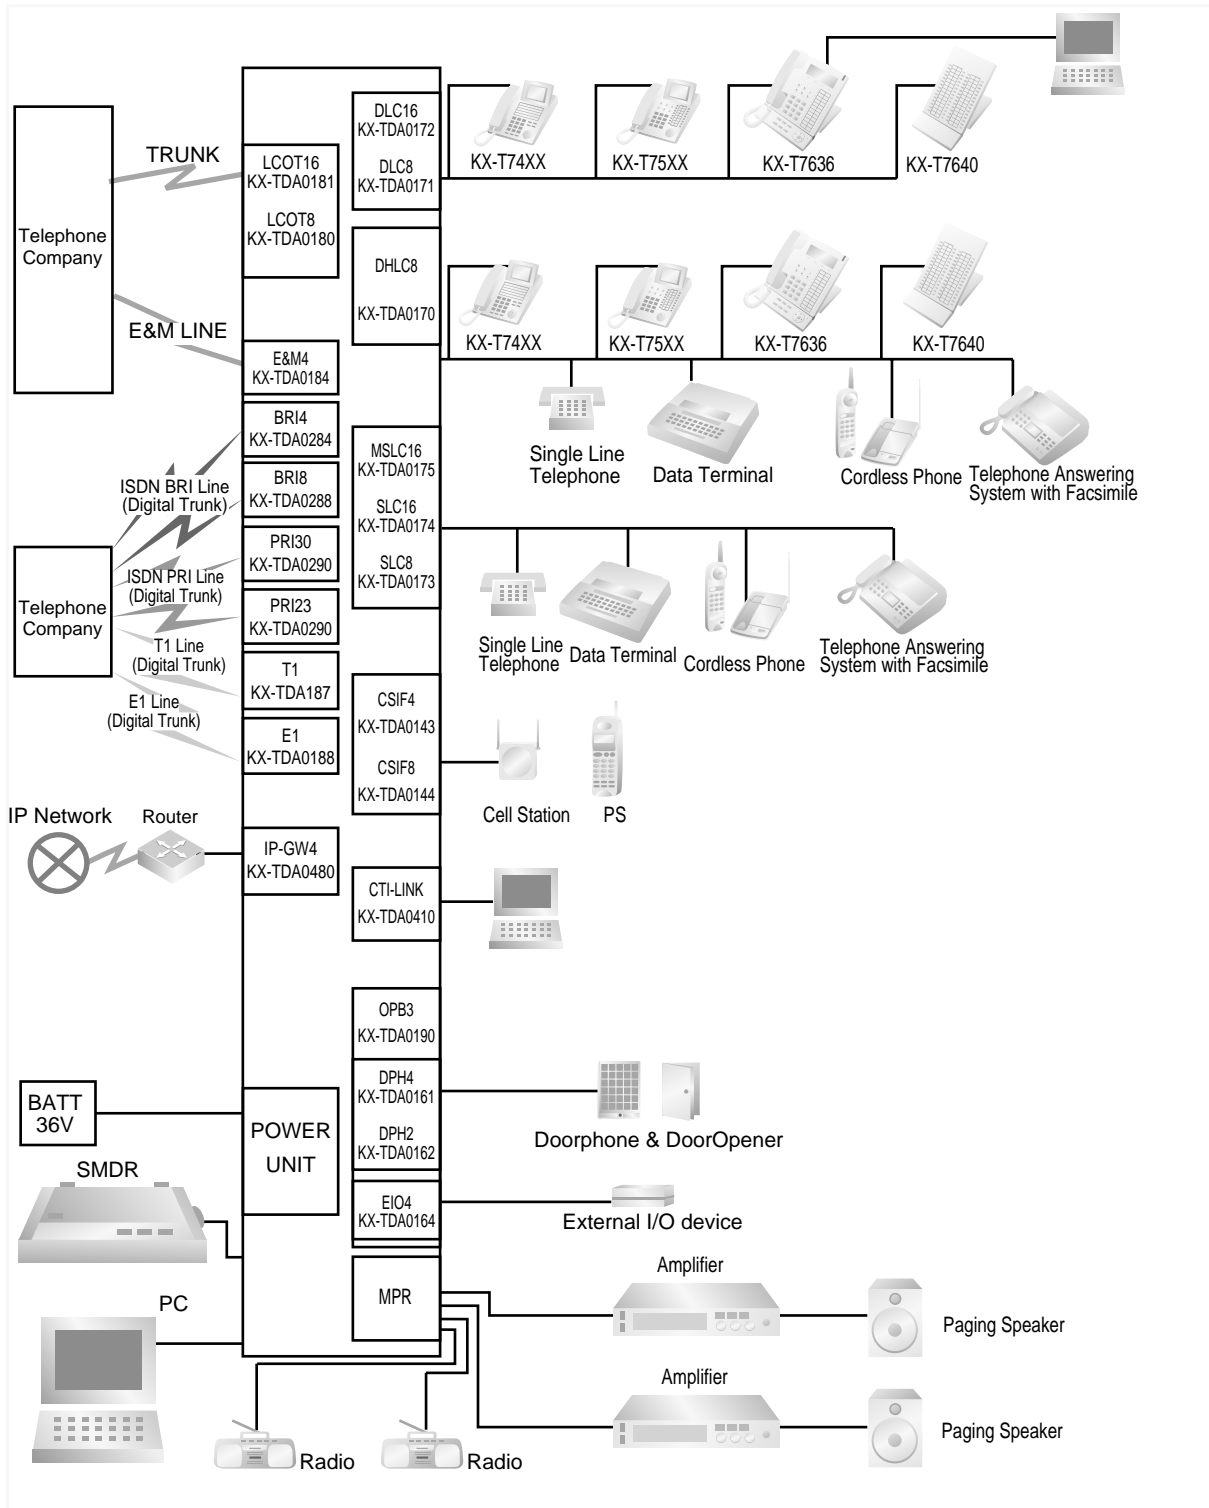 DLC16
KX-TDA0172
DLC8
KX-TDA0171
KX-T74XX
KX-T75XX
KX-T7636
KX-T7640
TRUNK
LCOT16
KX-TDA0181
LCOT8
KX-TDA0180
Telephone
Company
DHLC8
KX-TDA0170
KX-T74XX
KX-T75XX
KX-T7636
KX-T7640
E&M LINE
E&M4
KX-TDA0184
BRI4
KX-TDA0284
MSLC16
KX-TDA0175
SLC16
KX-TDA0174
SLC8
KX-TDA0173
Single Line
Telephone
Data Terminal
Cordless Phone
Telephone Answering
System with Facsimile
ISDN BRI Line
(Digital Trunk)
BRI8
KX-TDA0288
PRI30
KX-TDA0290
ISDN PRI Line
(Digital Trunk)
PRI23
KX-TDA0290
Telephone
Company
T1 Line
(Digital Trunk)
T1
KX-TDA187
E1 Line
(Digital Trunk)
E1
KX-TDA0188
Single Line
Telephone
Data Terminal
Cordless Phone
Telephone Answering
System with Facsimile
CSIF4
KX-TDA0143
CSIF8
KX-TDA0144
Cell Station
PS
IP Network
Router
IP-GW4
KX-TDA0480
CTI-LINK
KX-TDA0410
OPB3
KX-TDA0190
DPH4
KX-TDA0161
DPH2
KX-TDA0162
Doorphone & DoorOpener
BATT
36V
POWER
UNIT
SMDR
EIO4
KX-TDA0164
External I/O device
MPR
Amplifier
Paging Speaker
PC
Amplifier
Paging Speaker
Radio
Radio